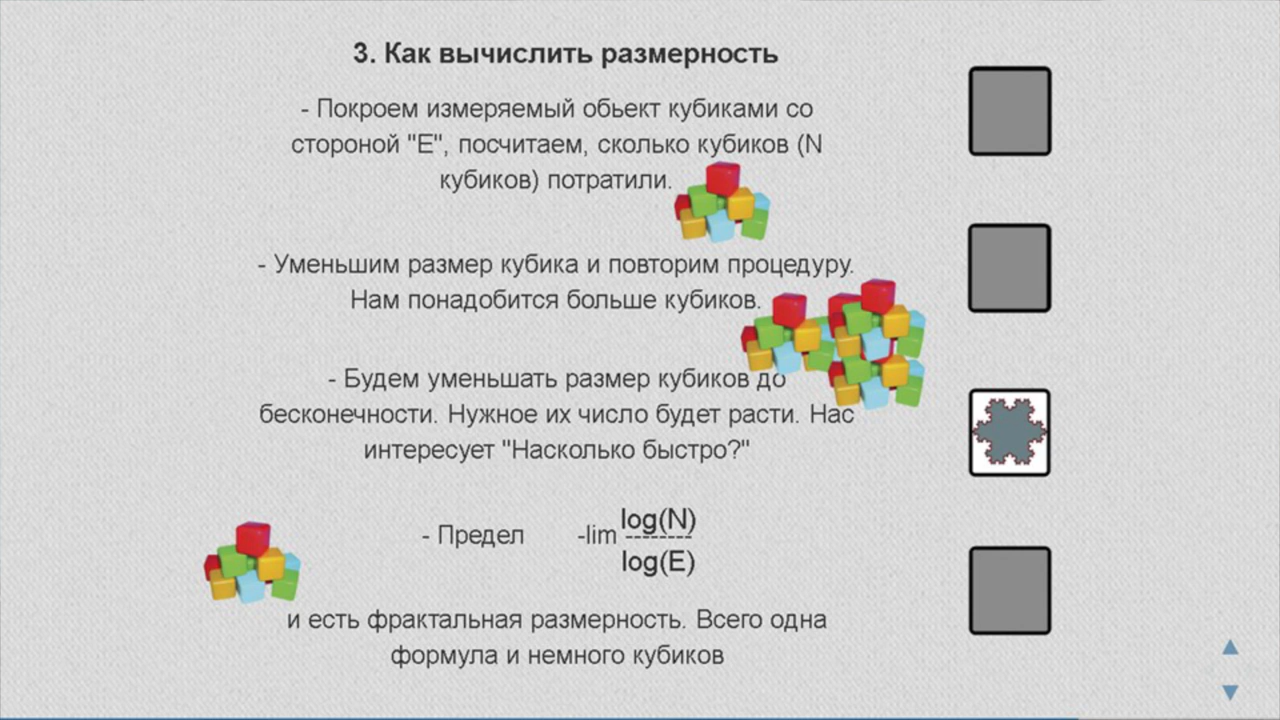 3. Как вычислить размерность
- Покроем измеряемый обьект кубиками со
стороной "Е", посчитаем, сколько кубиков (N
кубиков) потратили.
- Уменьшим размер кубика и повторим процедуру.
Нам понадобится больше кубиков.
- Будем уменьшать размер кубиков до
бесконечности. Нужное их число будет расти. Нас
интересует "Насколько быстро?"
log(N)
- Предел -lim --------
log(E)
и есть фрактальная размерность. Всего одна
формула и немного кубиков